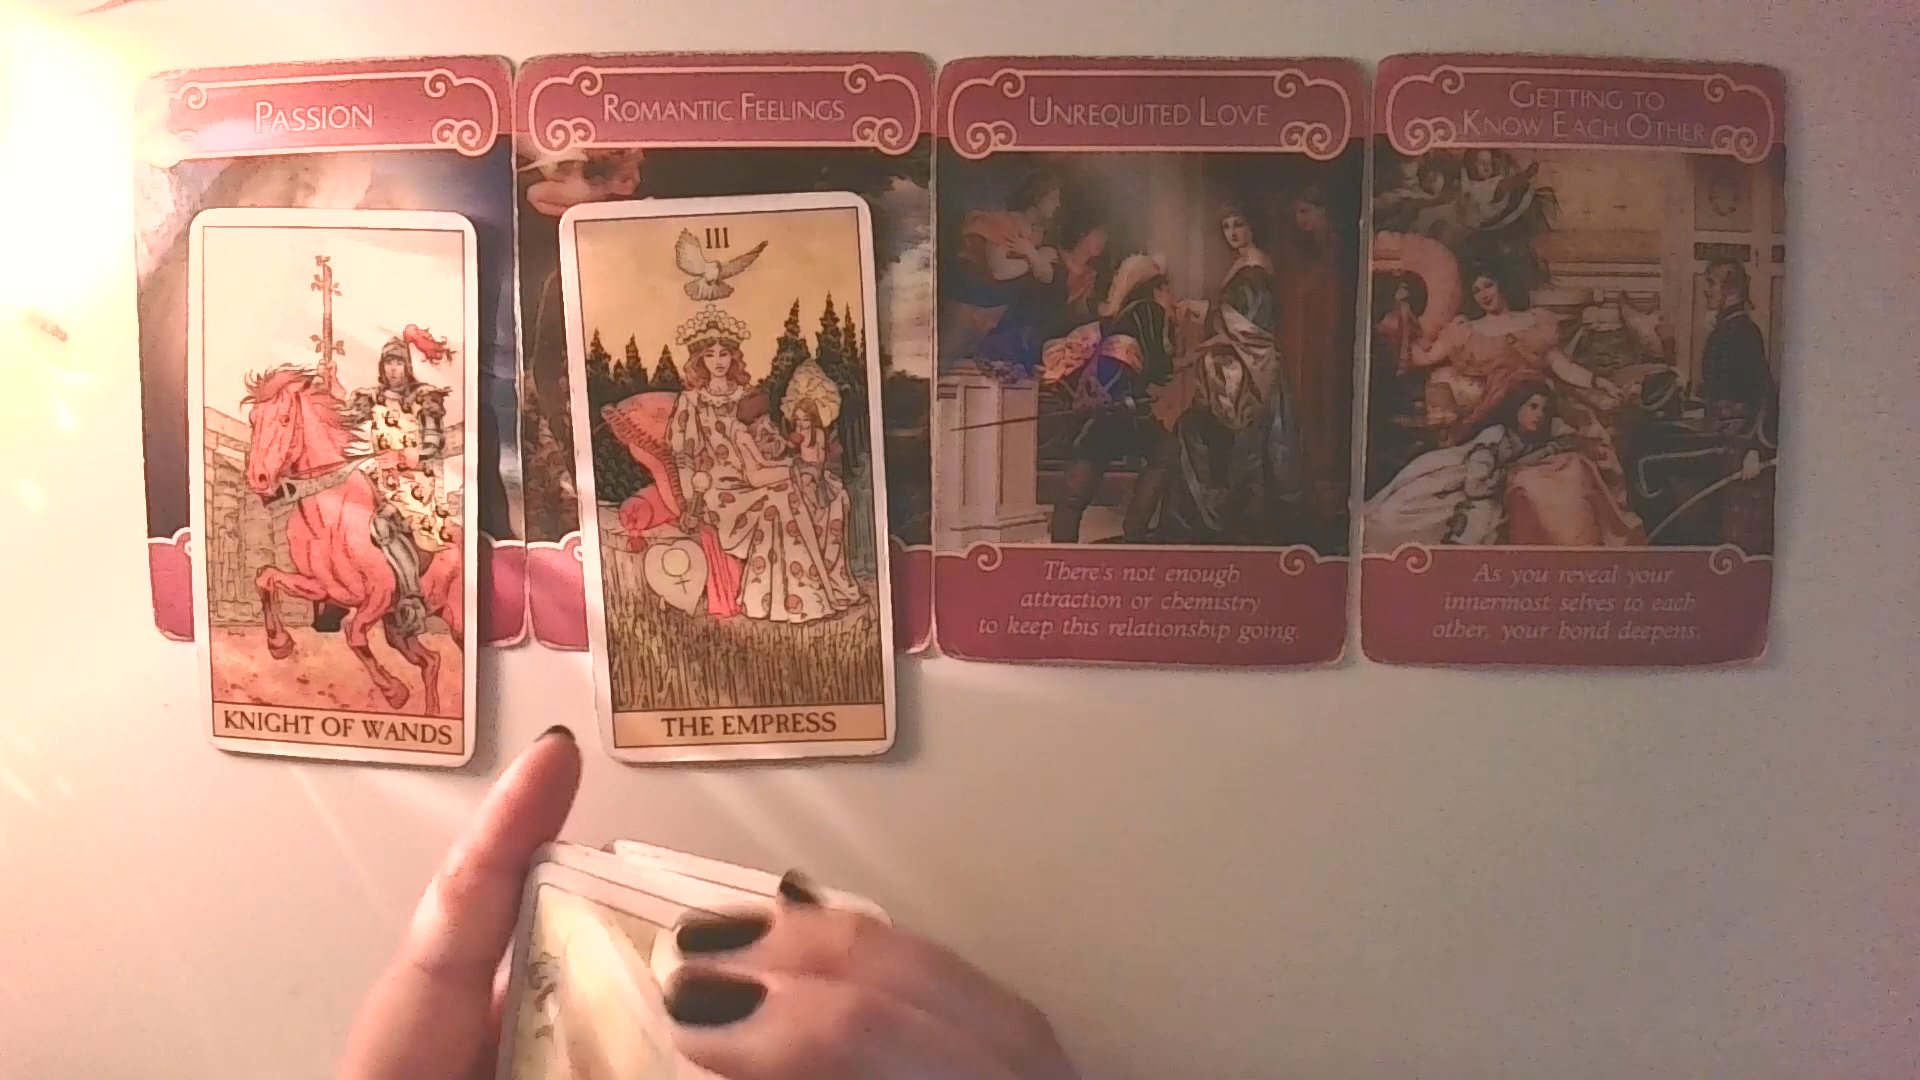 PASSION
ROMANTIC FEELINGS
UNREQUITED LOVE
GETTING TO
KNOW EACH OTHER
III
KNIGHT OF WANDS
THE EMPRESS
There's not enough
attraction or chemistry
to keep this relationship going.
As you reveal your
innermost selves to each
other, your bond deepens.